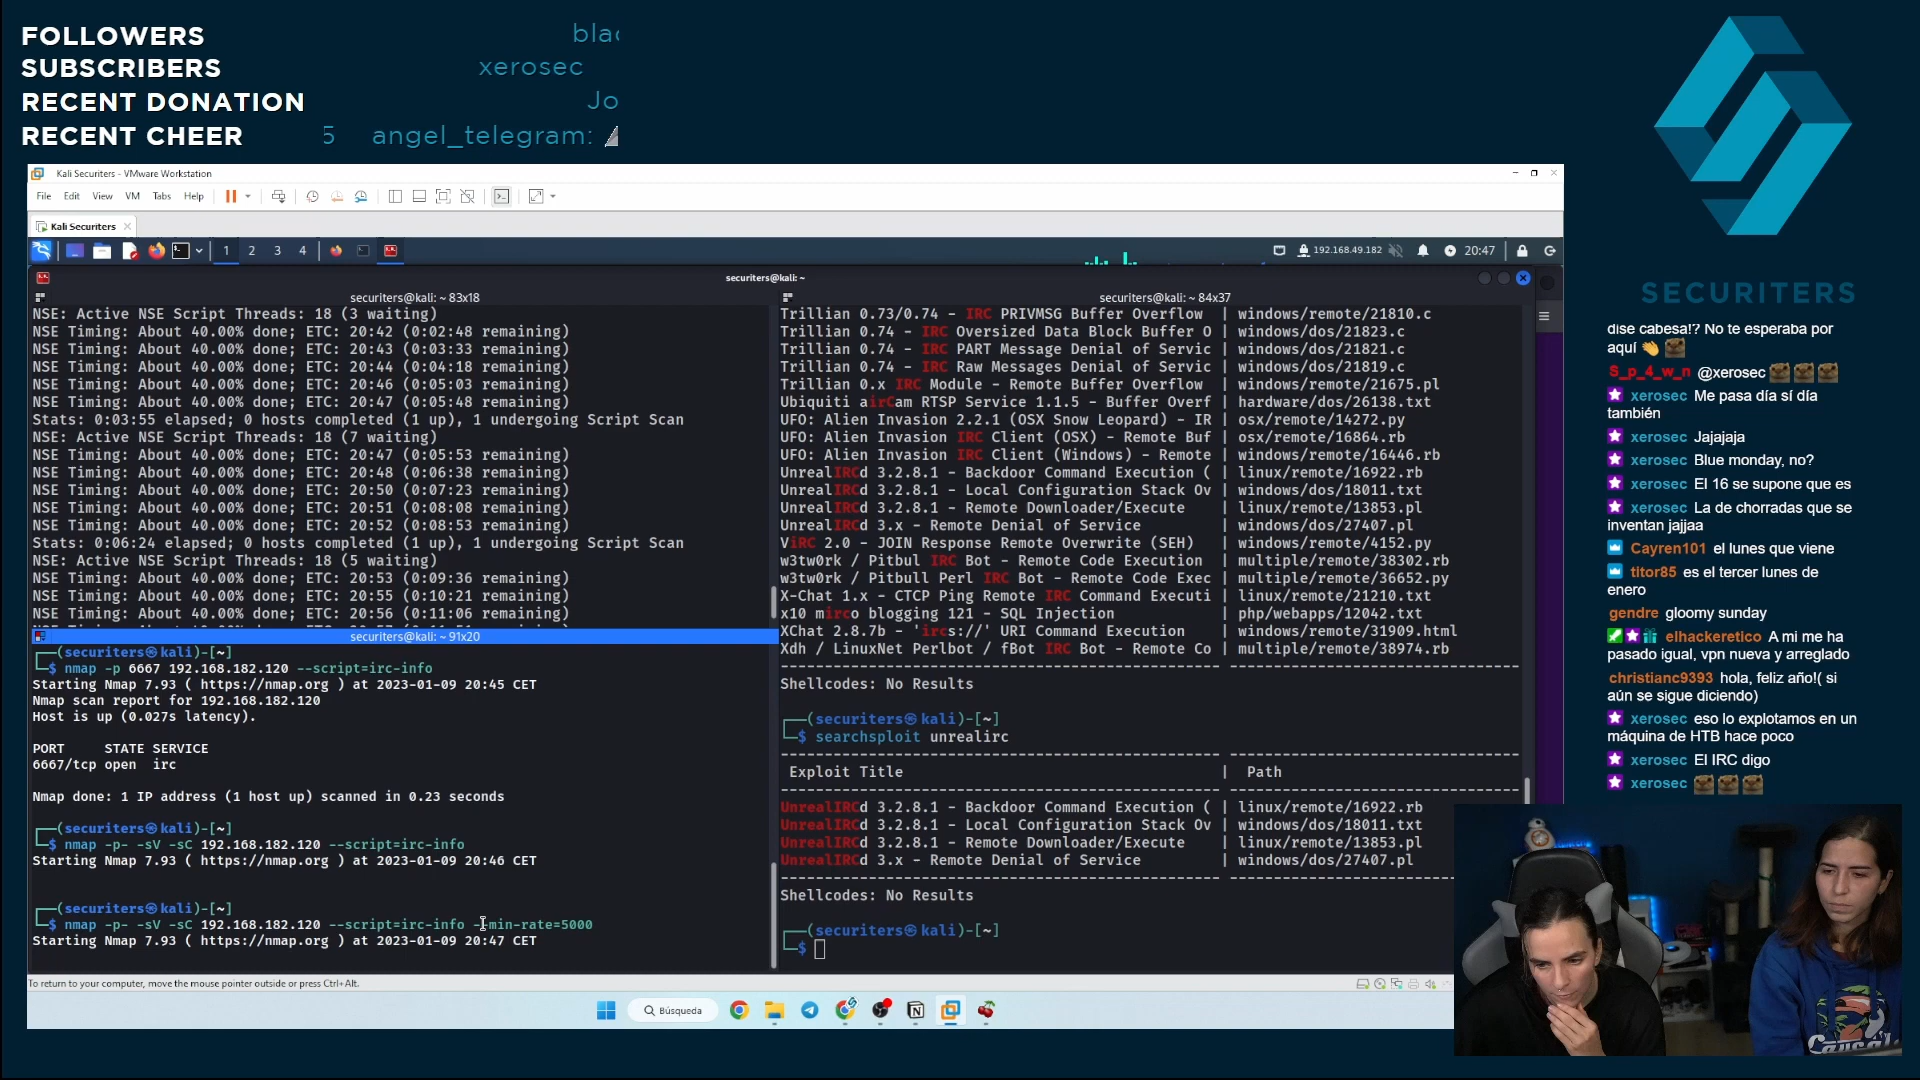 FOLLOWERS
SUBSCRIBERS
RECENT DONATION
RECENT CHEER
blac
xerosec
Jo
5 angel_telegram:
Kali Securiters - VMware Workstation
File Edit View VM Tabs Help
Kali Securiters
1 2 3 4
192.168.49.182
20:47
securiters@kali: ~
securiters@kali: ~ 83x18
NSE: Active NSE Script Threads: 18 (3 waiting)
NSE Timing: About 40.00% done; ETC: 20:42 (0:02:48 remaining)
NSE Timing: About 40.00% done; ETC: 20:43 (0:03:33 remaining)
NSE Timing: About 40.00% done; ETC: 20:44 (0:04:18 remaining)
NSE Timing: About 40.00% done; ETC: 20:46 (0:05:03 remaining)
NSE Timing: About 40.00% done; ETC: 20:47 (0:05:48 remaining)
Stats: 0:03:55 elapsed; 0 hosts completed (1 up), 1 undergoing Script Scan
NSE: Active NSE Script Threads: 18 (7 waiting)
NSE Timing: About 40.00% done; ETC: 20:47 (0:05:53 remaining)
NSE Timing: About 40.00% done; ETC: 20:48 (0:06:38 remaining)
NSE Timing: About 40.00% done; ETC: 20:50 (0:07:23 remaining)
NSE Timing: About 40.00% done; ETC: 20:51 (0:08:08 remaining)
NSE Timing: About 40.00% done; ETC: 20:52 (0:08:53 remaining)
Stats: 0:06:24 elapsed; 0 hosts completed (1 up), 1 undergoing Script Scan
NSE: Active NSE Script Threads: 18 (5 waiting)
NSE Timing: About 40.00% done; ETC: 20:53 (0:09:36 remaining)
NSE Timing: About 40.00% done; ETC: 20:55 (0:10:21 remaining)
NSE Timing: About 40.00% done; ETC: 20:56 (0:11:06 remaining)
securiters@kali: ~ 91x20
(securiters㉿kali)-[~]
$ nmap -p 6667 192.168.182.120 --script=irc-info
Starting Nmap 7.93 ( https://nmap.org ) at 2023-01-09 20:45 CET
Nmap scan report for 192.168.182.120
Host is up (0.027s latency).
PORT STATE SERVICE
6667/tcp open irc
Nmap done: 1 IP address (1 host up) scanned in 0.23 seconds
(securiters㉿kali)-[~]
$ nmap -p- -sV -sC 192.168.182.120 --script=irc-info
Starting Nmap 7.93 ( https://nmap.org ) at 2023-01-09 20:46 CET
(securiters㉿kali)-[~]
$ nmap -p- -sV -sC 192.168.182.120 --script=irc-info --min-rate=5000
Starting Nmap 7.93 ( https://nmap.org ) at 2023-01-09 20:47 CET
securiters@kali: ~ 84x37
Trillian 0.73/0.74 - IRC PRIVMSG Buffer Overflow | windows/remote/21810.c
Trillian 0.74 - IRC Oversized Data Block Buffer O | windows/dos/21823.c
Trillian 0.74 - IRC PART Message Denial of Servic | windows/dos/21821.c
Trillian 0.74 - IRC Raw Messages Denial of Servic | windows/dos/21819.c
Trillian 0.x IRC Module - Remote Buffer Overflow | windows/remote/21675.pl
Ubiquiti airCam RTSP Service 1.1.5 - Buffer Overf | hardware/dos/26138.txt
UFO: Alien Invasion 2.2.1 (OSX Snow Leopard) - IR | osx/remote/14272.py
UFO: Alien Invasion IRC Client (OSX) - Remote Buf | osx/remote/16864.rb
UFO: Alien Invasion IRC Client (Windows) - Remote | windows/remote/16446.rb
UnrealIRCd 3.2.8.1 - Backdoor Command Execution ( | linux/remote/16922.rb
UnrealIRCd 3.2.8.1 - Local Configuration Stack Ov | windows/dos/18011.txt
UnrealIRCd 3.2.8.1 - Remote Downloader/Execute | linux/remote/13853.pl
UnrealIRCd 3.x - Remote Denial of Service | windows/dos/27407.pl
ViRC 2.0 - JOIN Response Remote Overwrite (SEH) | windows/remote/4152.py
w3tw0rk / Pitbul IRC Bot - Remote Code Execution | multiple/remote/38302.rb
w3tw0rk / Pitbull Perl IRC Bot - Remote Code Exec | multiple/remote/36652.py
X-Chat 1.x - CTCP Ping Remote IRC Command Executi | linux/remote/21210.txt
x10 mirco blogging 121 - SQL Injection | php/webapps/12042.txt
XChat 2.8.7b - 'ircs://' URI Command Execution | windows/remote/31909.html
Xdh / LinuxNet Perlbot / fBot IRC Bot - Remote Co | multiple/remote/38974.rb
Shellcodes: No Results
(securiters㉿kali)-[~]
$ searchsploit unrealirc
Exploit Title | Path
UnrealIRCd 3.2.8.1 - Backdoor Command Execution ( | linux/remote/16922.rb
UnrealIRCd 3.2.8.1 - Local Configuration Stack Ov | windows/dos/18011.txt
UnrealIRCd 3.2.8.1 - Remote Downloader/Execute | linux/remote/13853.pl
UnrealIRCd 3.x - Remote Denial of Service | windows/dos/27407.pl
Shellcodes: No Results
(securiters㉿kali)-[~]
$
To return to your computer, move the mouse pointer outside or press Ctrl+Alt.
Búsqueda
SECURITERS
dise cabesa!? No te esperaba por
aquí
S_p_4_w_n @xerosec
xerosec Me pasa día sí día
también
xerosec Jajajaja
xerosec Blue monday, no?
xerosec El 16 se supone que es
xerosec La de chorradas que se
inventan jajjaa
Cayren101 el lunes que viene
titor85 es el tercer lunes de
enero
gendre gloomy sunday
elhackeretico A mi me ha
pasado igual, vpn nueva y arreglado
christianc9393 hola, feliz año!( si
aún se sigue diciendo)
xerosec eso lo explotamos en un
máquina de HTB hace poco
xerosec El IRC digo
xerosec